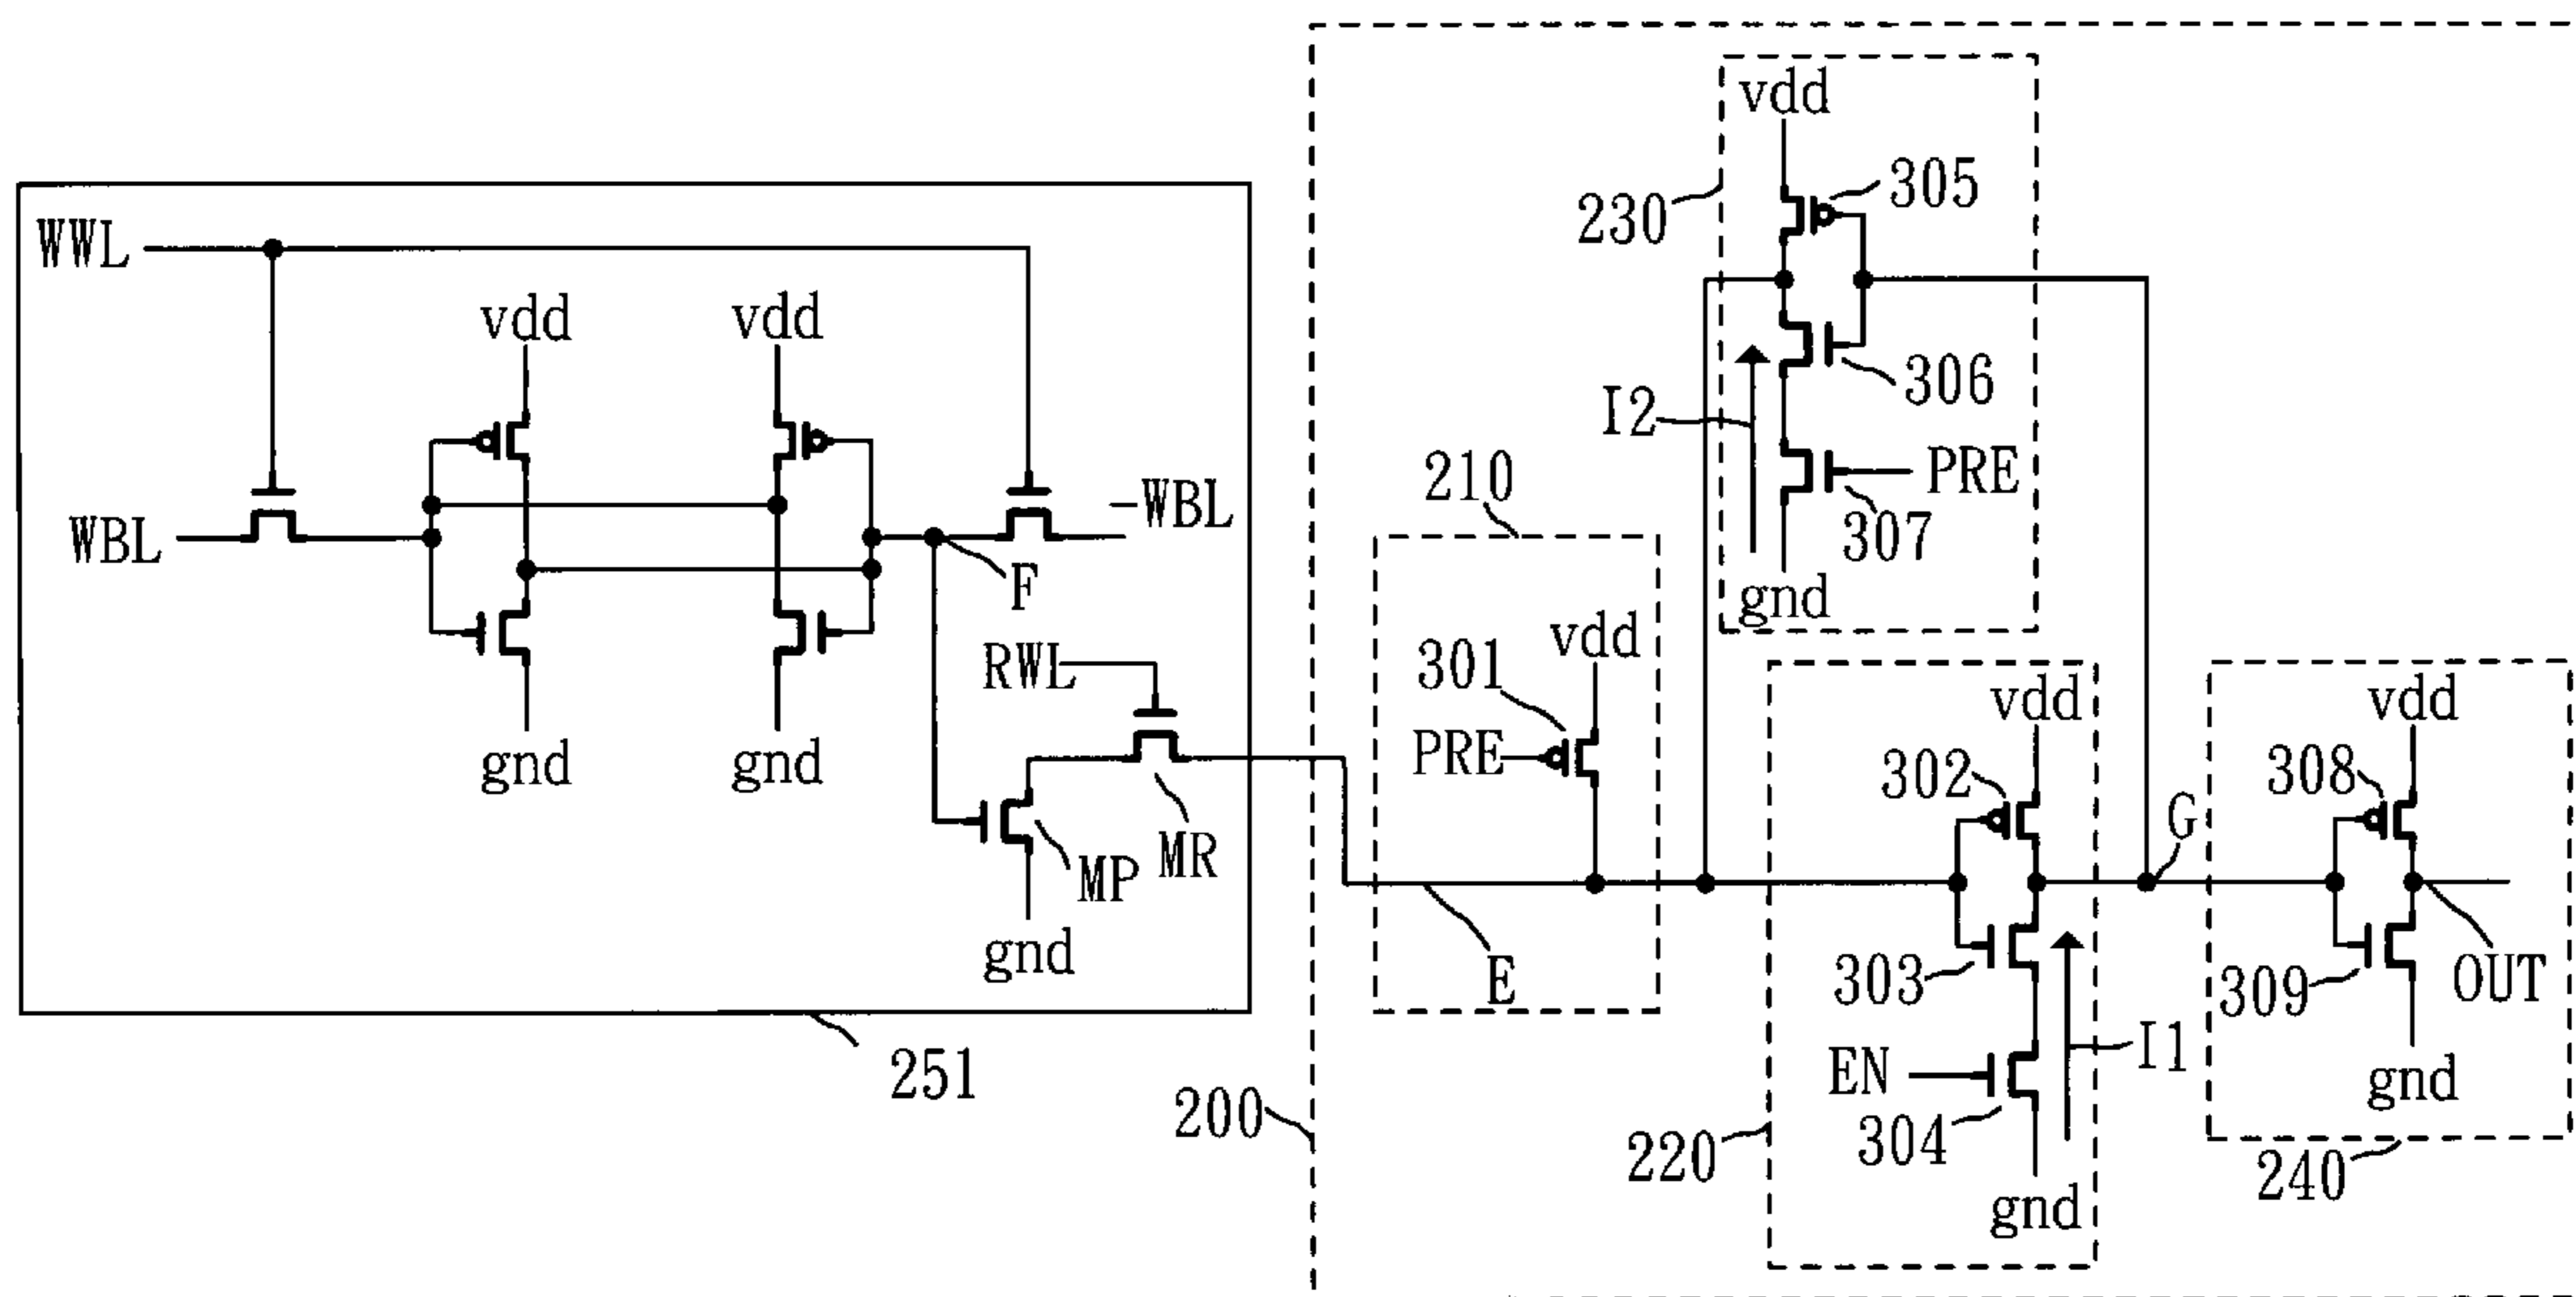 WWL
WBL
vdd
vdd
gnd
gnd
-WBL
F
RWL
MR
MP
gnd
251
200
210
301
vdd
PRE
E
230
vdd
305
306
I2
PRE
307
gnd
220
vdd
302
303
EN
304
gnd
I1
G
vdd
308
309
OUT
gnd
240